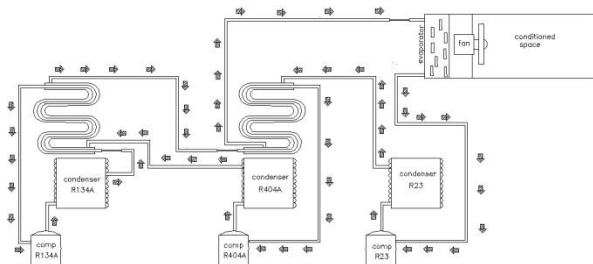 evaporator
fan
conditioned
space
condenser
R134A
condenser
R404A
condenser
R23
comp
R134A
comp
R404A
comp
R23